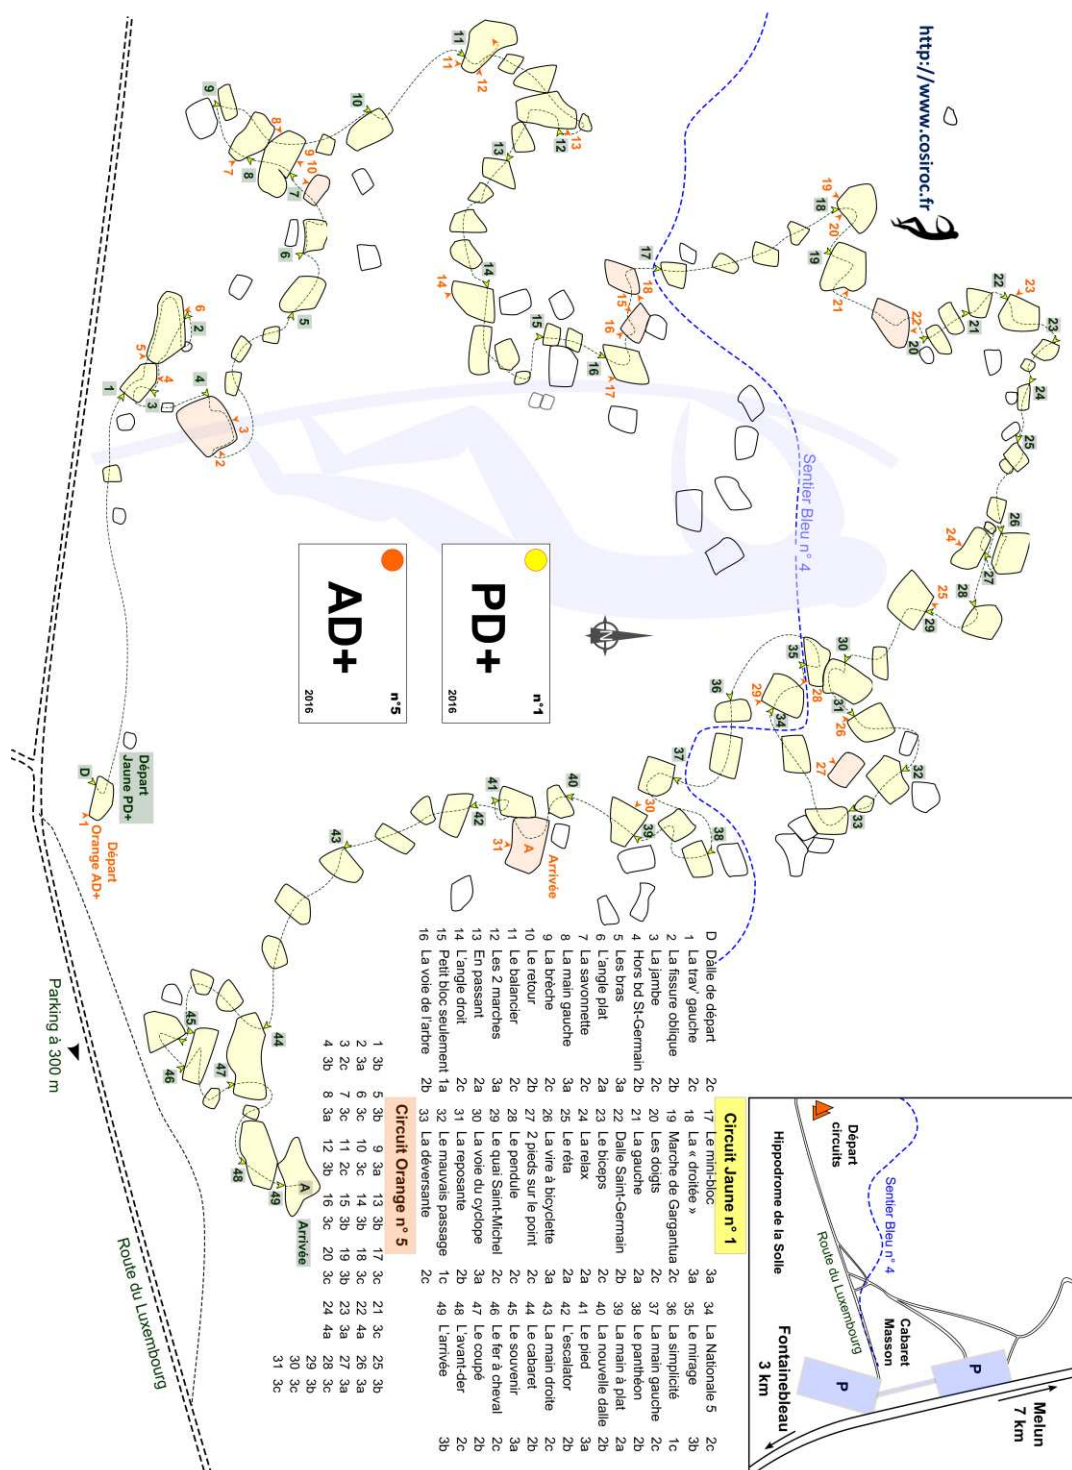 http://www.cosiroc.fr
Sentier Bleu n° 4
PD+
n°1
2016
AD+
n°5
2016
N
Départ
Jaune PD+
D
Départ
Orange AD+
1
Arrivée
A
Arrivée
A
Parking à 300 m
Route du Luxembourg
Départ
circuits
Hippodrome de la Solle
Sentier Bleu n° 4
Route du Luxembourg
Cabaret
Masson
P
P
Melun
7 km
Fontainebleau
3 km
Circuit Jaune n° 1
D Dalle de départ 2c
1 La trav' gauche 2c
2 La fissure oblique 2b
3 La jambe 2c
4 Hors bd St-Germain 2b
5 Les bras 3a
6 L'angle plat 2a
7 La savonnette 2c
8 La main gauche 3a
9 La brèche 2c
10 Le retour 2b
11 Le balancier 2c
12 Les 2 marches 3a
13 En passant 2a
14 L'angle droit 2c
15 Petit bloc seulement 1a
16 La voie de l'arbre 2b
17 Le mini-bloc 3a
18 La « droitée » 3a
19 Marche de Gargantua 2c
20 Les doigts 2c
21 La gauche 2a
22 Dalle Saint-Germain 2b
23 Le biceps 2c
24 La relax 2c
25 Le réta 2a
26 La vire à bicyclette 3a
27 2 pieds sur le point 2c
28 Le pendule 2c
29 Le quai Saint-Michel 2c
30 La voie du cyclope 3a
31 La reposante 2b
32 Le mauvais passage 1c
33 La déversante 2c
34 La Nationale 5 2c
35 Le mirage 3b
36 La simplicité 1c
37 La main gauche 2c
38 Le panthéon 2b
39 La main à plat 2a
40 La nouvelle dalle 2b
41 Le pied 3a
42 L'escalator 2b
43 La main droite 2c
44 Le cabaret 2b
45 Le souvenir 3a
46 Le fer à cheval 2c
47 Le coupé 2b
48 L'avant-der 2c
49 L'arrivée 3b
Circuit Orange n° 5
1 3b 5 3b 9 3a 13 3b 17 3c 21 3c 25 3b
2 3a 6 3c 10 3c 14 3b 18 3c 22 4a 26 3a
3 2c 7 3c 11 2c 15 3b 19 3b 23 3a 27 3a
4 3b 8 3a 12 3b 16 3c 20 3c 24 4a 28 3c
29 3b
30 3c
31 3c